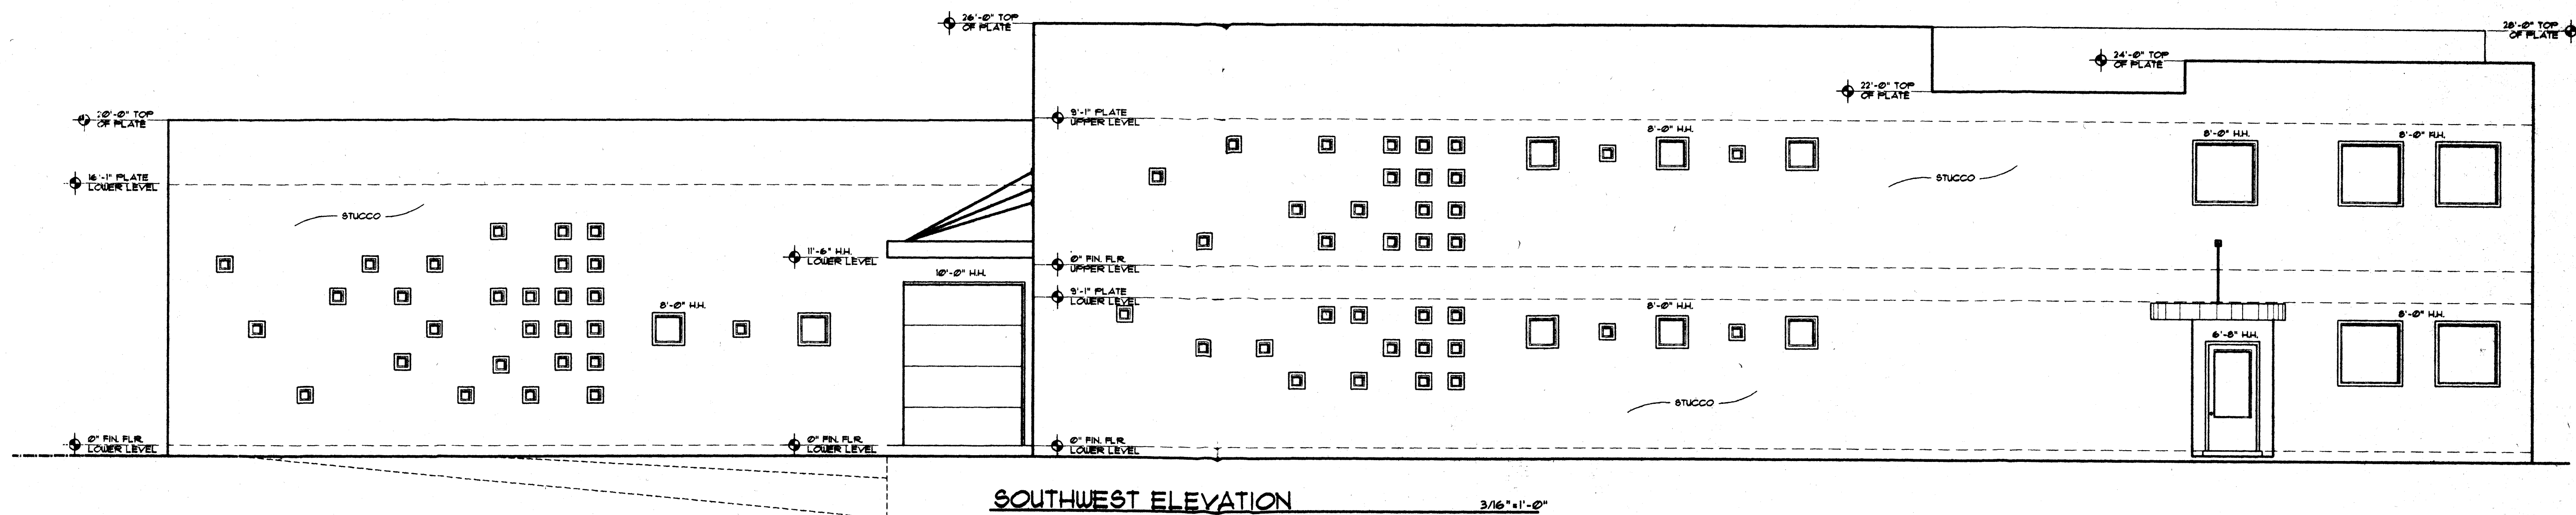 26'-0" TOP
OF PLATE
28'-0" TOP
OF PLATE
24'-0" TOP
OF PLATE
22'-0" TOP
OF PLATE
20'-0" TOP
OF PLATE
9'-1" PLATE
UPPER LEVEL
8'-0" H.H.
8'-0" H.H.
8'-0" H.H.
16'-1" PLATE
LOWER LEVEL
STUCCO
STUCCO
11'-6" H.H.
LOWER LEVEL
0" FIN. FLR.
UPPER LEVEL
10'-0" H.H.
9'-1" PLATE
LOWER LEVEL
8'-0" H.H.
8'-0" H.H.
8'-0" H.H.
6'-8" H.H.
STUCCO
0" FIN. FLR.
LOWER LEVEL
0" FIN. FLR.
LOWER LEVEL
0" FIN. FLR.
LOWER LEVEL
SOUTHWEST ELEVATION
3/16"=1'-0"